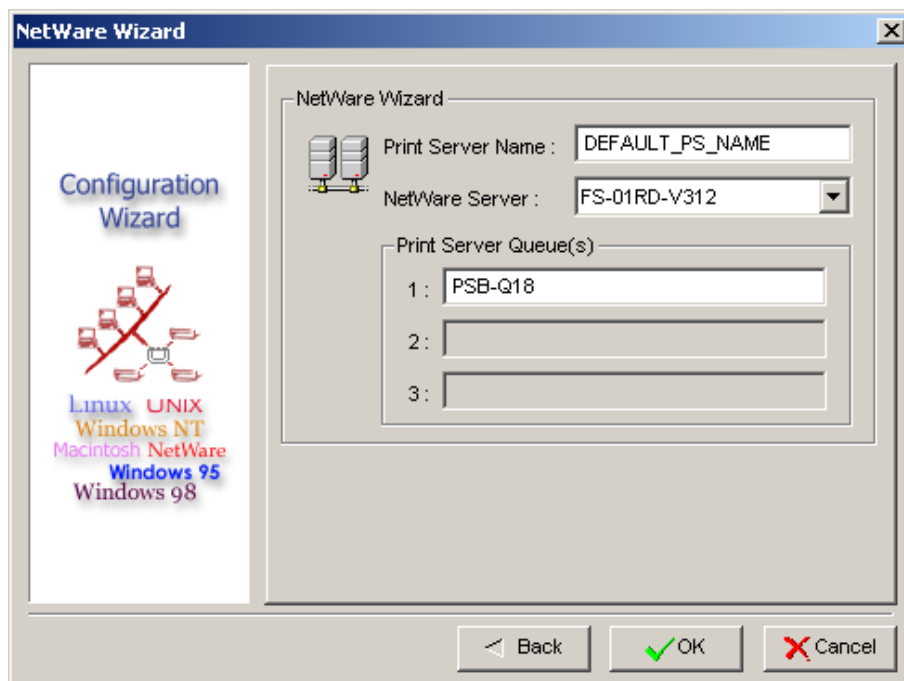 NetWare Wizard
Configuration
Wizard
Linux UNIX
Windows NT
Macintosh NetWare
Windows 95
Windows 98
NetWare Wizard
Print Server Name : DEFAULT_PS_NAME
NetWare Server : FS-01RD-V312
Print Server Queue(s)
1 : PSB-Q18
2 :
3 :
Back OK Cancel